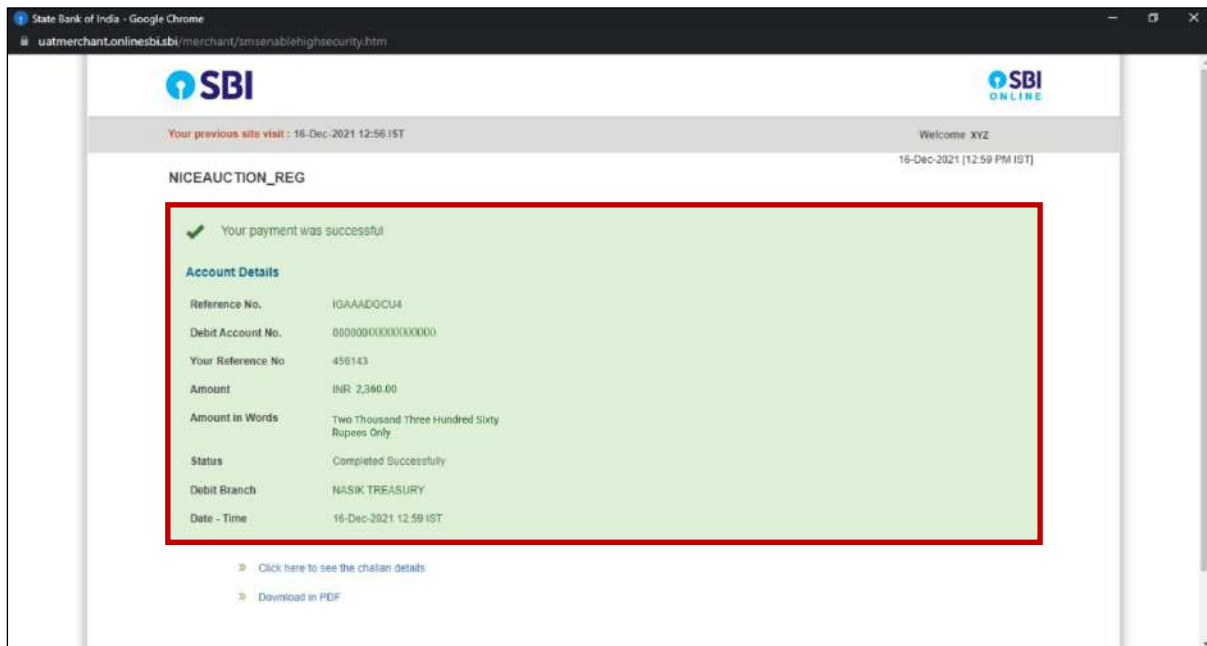 State Bank of India - Google Chrome
uatmerchant.onlinesbi.sbi/merchant/smsenablehighsecurity.htm
SBI
SBI
ONLINE
Your previous site visit : 16-Dec-2021 12:56 IST
Welcome XYZ
16-Dec-2021 [12:59 PM IST]
NICEAUCTION_REG
Your payment was successful
Account Details
Reference No. IGAAADGCU4
Debit Account No. 00000000000000000
Your Reference No 456143
Amount INR 2,360.00
Amount in Words Two Thousand Three Hundred Sixty
Rupees Only
Status Completed Successfully
Debit Branch NASIK TREASURY
Date - Time 16-Dec-2021 12:59 IST
» Click here to see the challan details
» Download in PDF